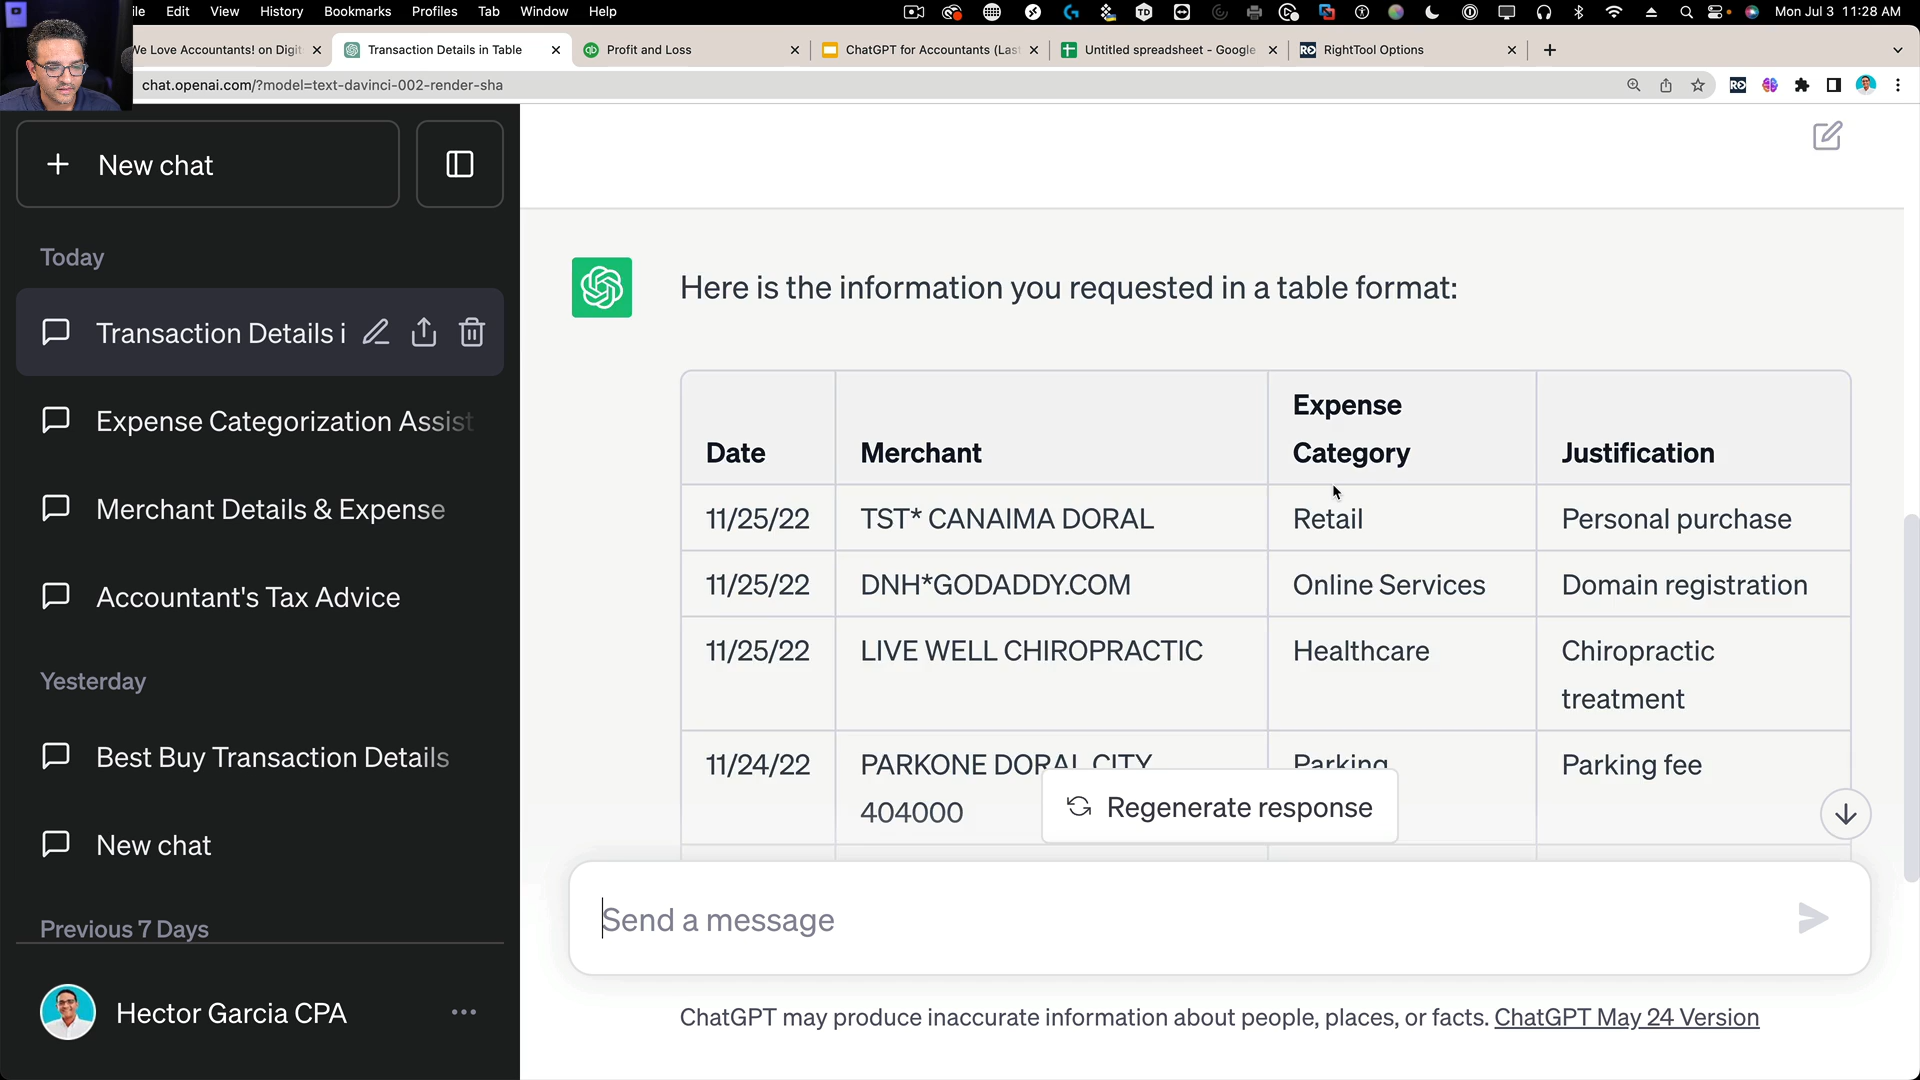 ile Edit View History Bookmarks Profiles Tab Window Help
Mon Jul 3 11:28 AM
We Love Accountants! on Digit
Transaction Details in Table
Profit and Loss
ChatGPT for Accountants (Las
Untitled spreadsheet - Google
RightTool Options
chat.openai.com/?model=text-davinci-002-render-sha
New chat
Today
Transaction Details i
Expense Categorization Assist
Merchant Details & Expense
Accountant's Tax Advice
Yesterday
Best Buy Transaction Details
New chat
Previous 7 Days
Hector Garcia CPA
Here is the information you requested in a table format:
Date Merchant Expense Category Justification
11/25/22 TST* CANAIMA DORAL Retail Personal purchase
11/25/22 DNH*GODADDY.COM Online Services Domain registration
11/25/22 LIVE WELL CHIROPRACTIC Healthcare Chiropractic treatment
11/24/22 PARKONE DORAL CITY 404000 Parking Parking fee
Regenerate response
Send a message
ChatGPT may produce inaccurate information about people, places, or facts. ChatGPT May 24 Version